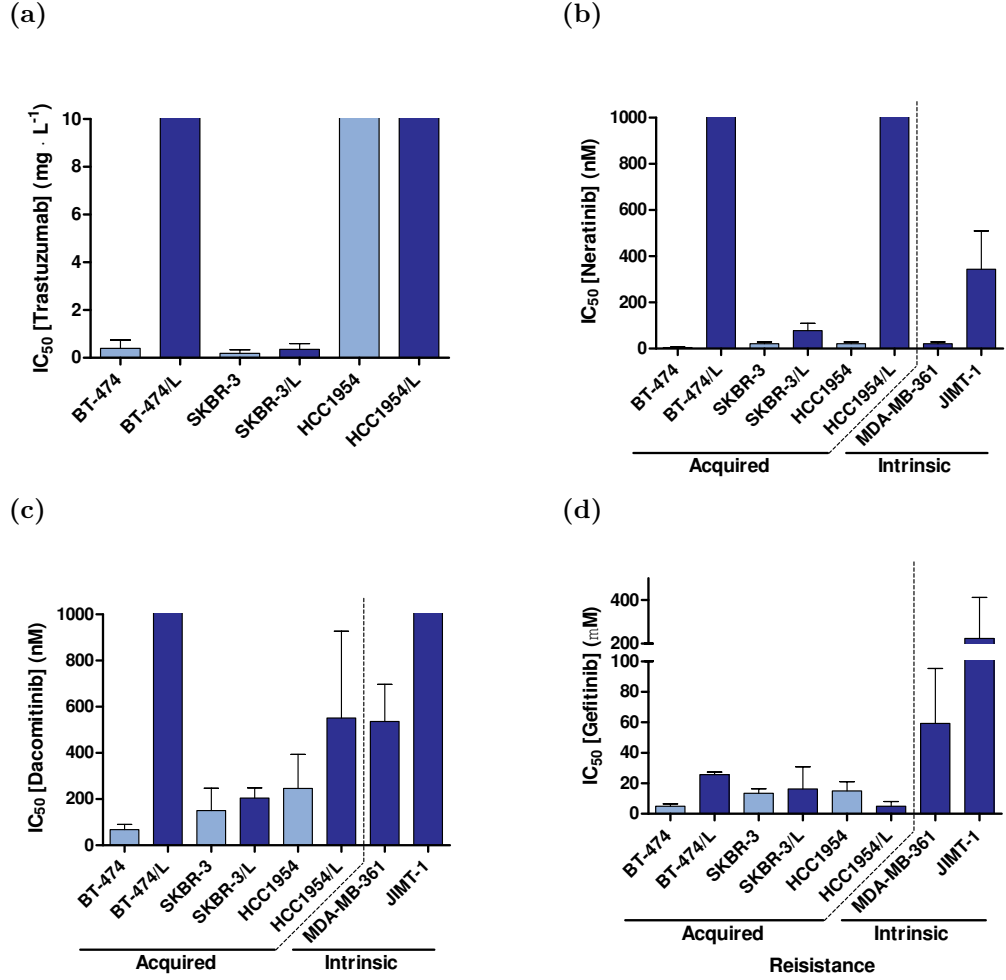 (a)
IC50 [Trastuzumab] (mg · L-1)
10
8
6
4
2
0
BT-474
BT-474/L
SKBR-3
SKBR-3/L
HCC1954
HCC1954/L
(b)
IC50 [Neratinib] (nM)
1000
800
600
400
200
0
BT-474
BT-474/L
SKBR-3
SKBR-3/L
HCC1954
HCC1954/L
MDA-MB-361
JIMT-1
Acquired
Intrinsic
(c)
IC50 [Dacomitinib] (nM)
1000
800
600
400
200
0
BT-474
BT-474/L
SKBR-3
SKBR-3/L
HCC1954
HCC1954/L
MDA-MB-361
JIMT-1
Acquired
Intrinsic
(d)
IC50 [Gefitinib] (mM)
400
200
100
80
60
40
20
0
BT-474
BT-474/L
SKBR-3
SKBR-3/L
HCC1954
HCC1954/L
MDA-MB-361
JIMT-1
Acquired
Intrinsic
Reisistance